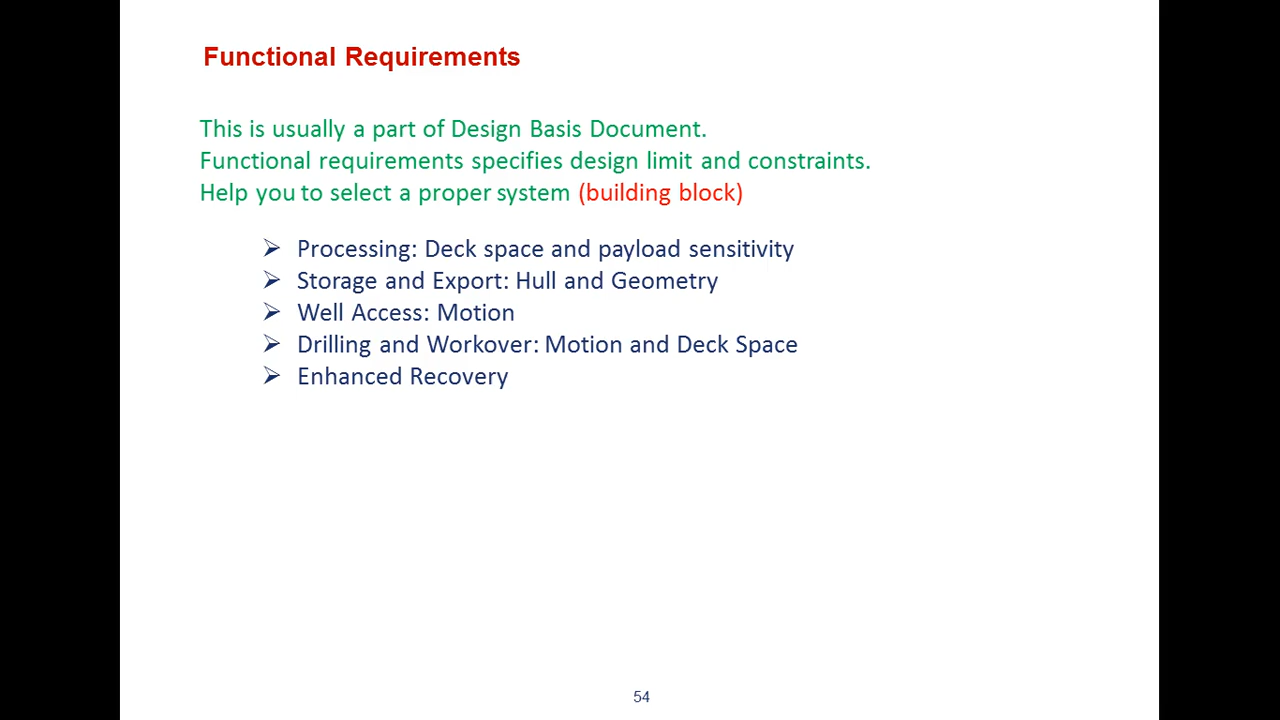 Functional Requirements
This is usually a part of Design Basis Document.
Functional requirements specifies design limit and constraints.
Help you to select a proper system (building block)
➢ Processing: Deck space and payload sensitivity
➢ Storage and Export: Hull and Geometry
➢ Well Access: Motion
➢ Drilling and Workover: Motion and Deck Space
➢ Enhanced Recovery
54